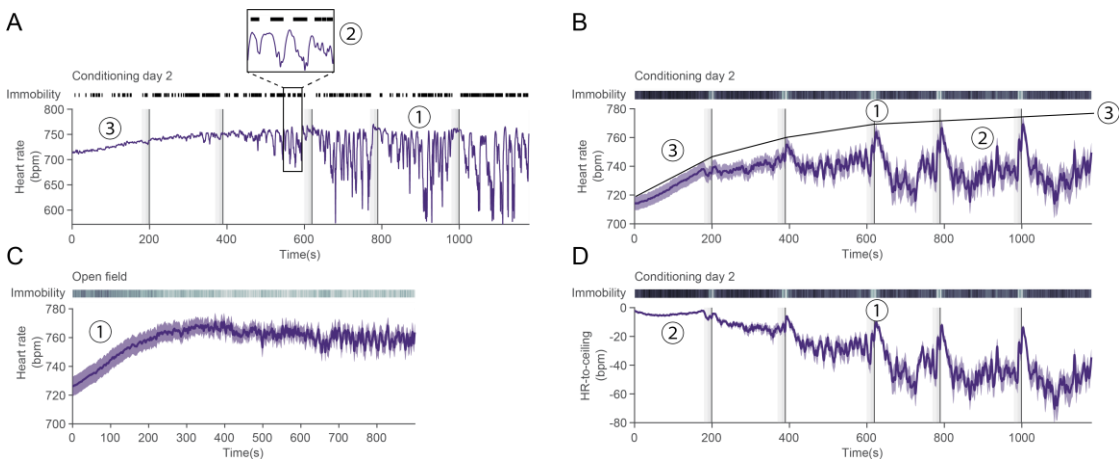 A
②
Conditioning day 2
Immobility
800
750
700
650
600
③
①
Heart rate
(bpm)
0
200
400
600
800
1000
Time(s)
B
Conditioning day 2
Immobility
780
760
740
720
700
③
①
②
③
Heart rate
(bpm)
0
200
400
600
800
1000
Time(s)
C
Open field
Immobility
780
760
740
720
700
①
Heart rate
(bpm)
0
100
200
300
400
500
600
700
800
Time(s)
D
Conditioning day 2
Immobility
0
-20
-40
-60
-80
②
①
HR-to-ceiling
(bpm)
0
200
400
600
800
1000
Time(s)